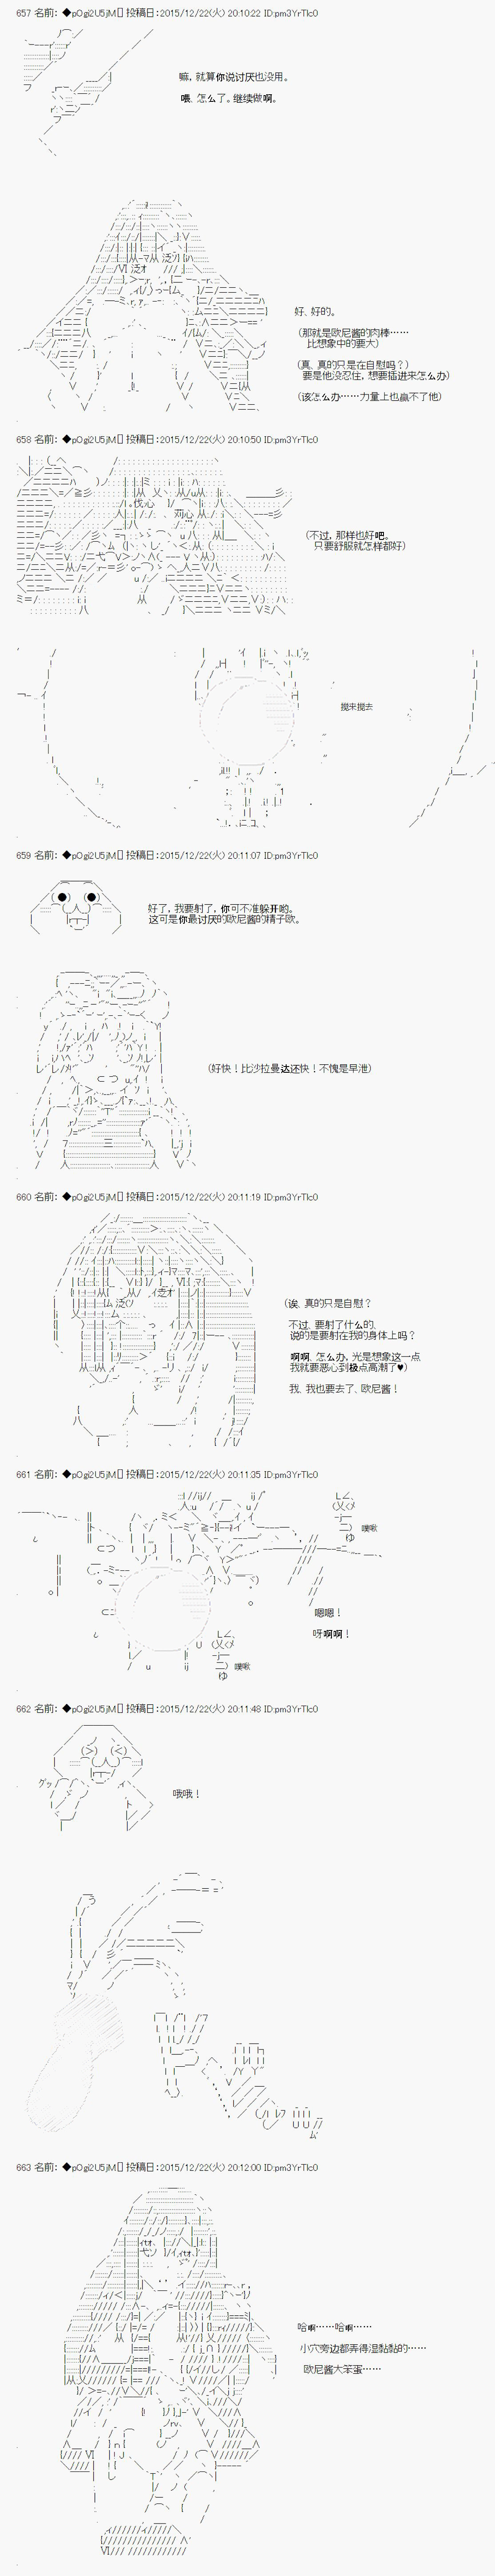 657 名前：◆pOgi2U5jM[] 投稿日：2015/12/22(火) 20:10:22 ID:pm3YrTlc0
嘛，就算你说讨厌也没用。
喂、怎么了。继续做啊。
好、好的。
（那就是欧尼酱的肉棒……
比想象中的要大）
（真、真的只是在自慰吗？）
要是他没忍住，想要插进来怎么办
（该怎么办……力量上也赢不了他）
658 名前：◆pOgi2U5jM[] 投稿日：2015/12/22(火) 20:10:50 ID:pm3YrTlc0
（不过，那样也好吧。
只要舒服就怎样都好）
搅来搅去
659 名前：◆pOgi2U5jM[] 投稿日：2015/12/22(火) 20:11:07 ID:pm3YrTlc0
好了，我要射了，你可不准躲开哟。
这可是你最讨厌的欧尼酱的精子欧。
（好快！比沙拉曼达还快！不愧是早泄）
660 名前：◆pOgi2U5jM[] 投稿日：2015/12/22(火) 20:11:19 ID:pm3YrTlc0
（诶、真的只是自慰？
不过，要射了什么的、
说的是要射在我的身体上吗？
啊啊、怎么办，光是想象这一点
我就要恶心到极点高潮了♥）
我、我也要去了、欧尼酱！
661 名前：◆pOgi2U5jM[] 投稿日：2015/12/22(火) 20:11:35 ID:pm3YrTlc0
噗啾
嗯嗯！
呀啊啊！
噗啾
662 名前：◆pOgi2U5jM[] 投稿日：2015/12/22(火) 20:11:48 ID:pm3YrTlc0
グッ
哦哦！
663 名前：◆pOgi2U5jM[] 投稿日：2015/12/22(火) 20:12:00 ID:pm3YrTlc0
哈啊……哈啊……
小穴旁边都弄得湿黏黏的……
欧尼酱大笨蛋……